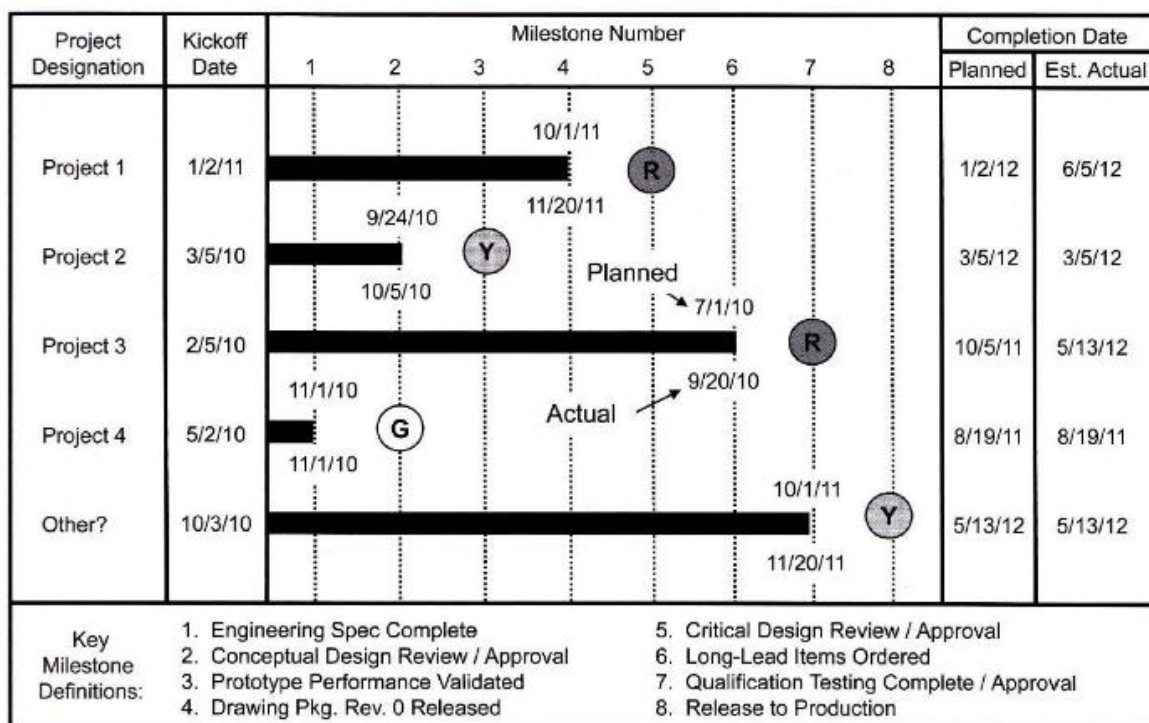 Project Designation
Kickoff Date
Milestone Number
1 2 3 4 5 6 7 8
Completion Date
Planned Est. Actual
10/1/11
Project 1 1/2/11 R 1/2/12 6/5/12
11/20/11
9/24/10
Project 2 3/5/10 Y 3/5/12 3/5/12
10/5/10
Planned
7/1/10
Project 3 2/5/10 R 10/5/11 5/13/12
9/20/10
Actual
11/1/10
Project 4 5/2/10 G 8/19/11 8/19/11
11/1/10
10/1/11
Other? 10/3/10 Y 5/13/12 5/13/12
11/20/11
Key Milestone Definitions:
1. Engineering Spec Complete
2. Conceptual Design Review / Approval
3. Prototype Performance Validated
4. Drawing Pkg. Rev. 0 Released
5. Critical Design Review / Approval
6. Long-Lead Items Ordered
7. Qualification Testing Complete / Approval
8. Release to Production